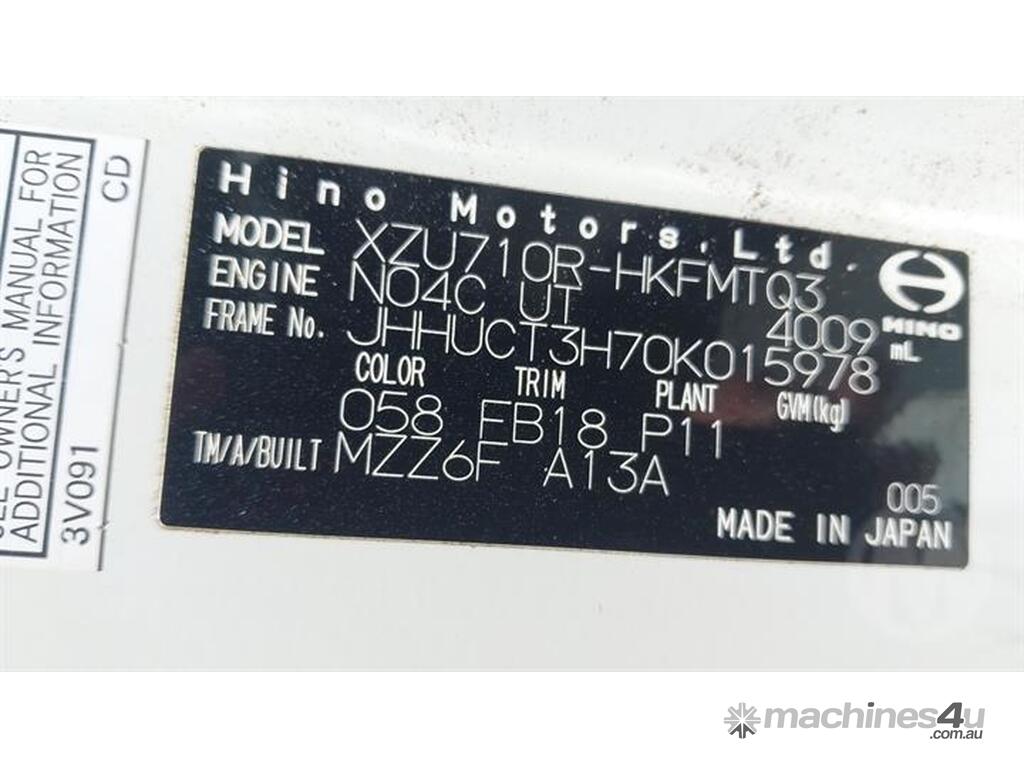 SEE OWNER'S MANUAL FOR
ADDITIONAL INFORMATION
3V091 CD
Hino Motors,Ltd.
MODEL XZU710R-HKFMTQ3
ENGINE N04C UT 4009 mL
HINO
FRAME No. JHHUCT3H70K015978
COLOR TRIM PLANT GVM(kg)
058 FB18 P11
TM/A/BUILT MZZ6F A13A
005
MADE IN JAPAN
machines4u
.com.au